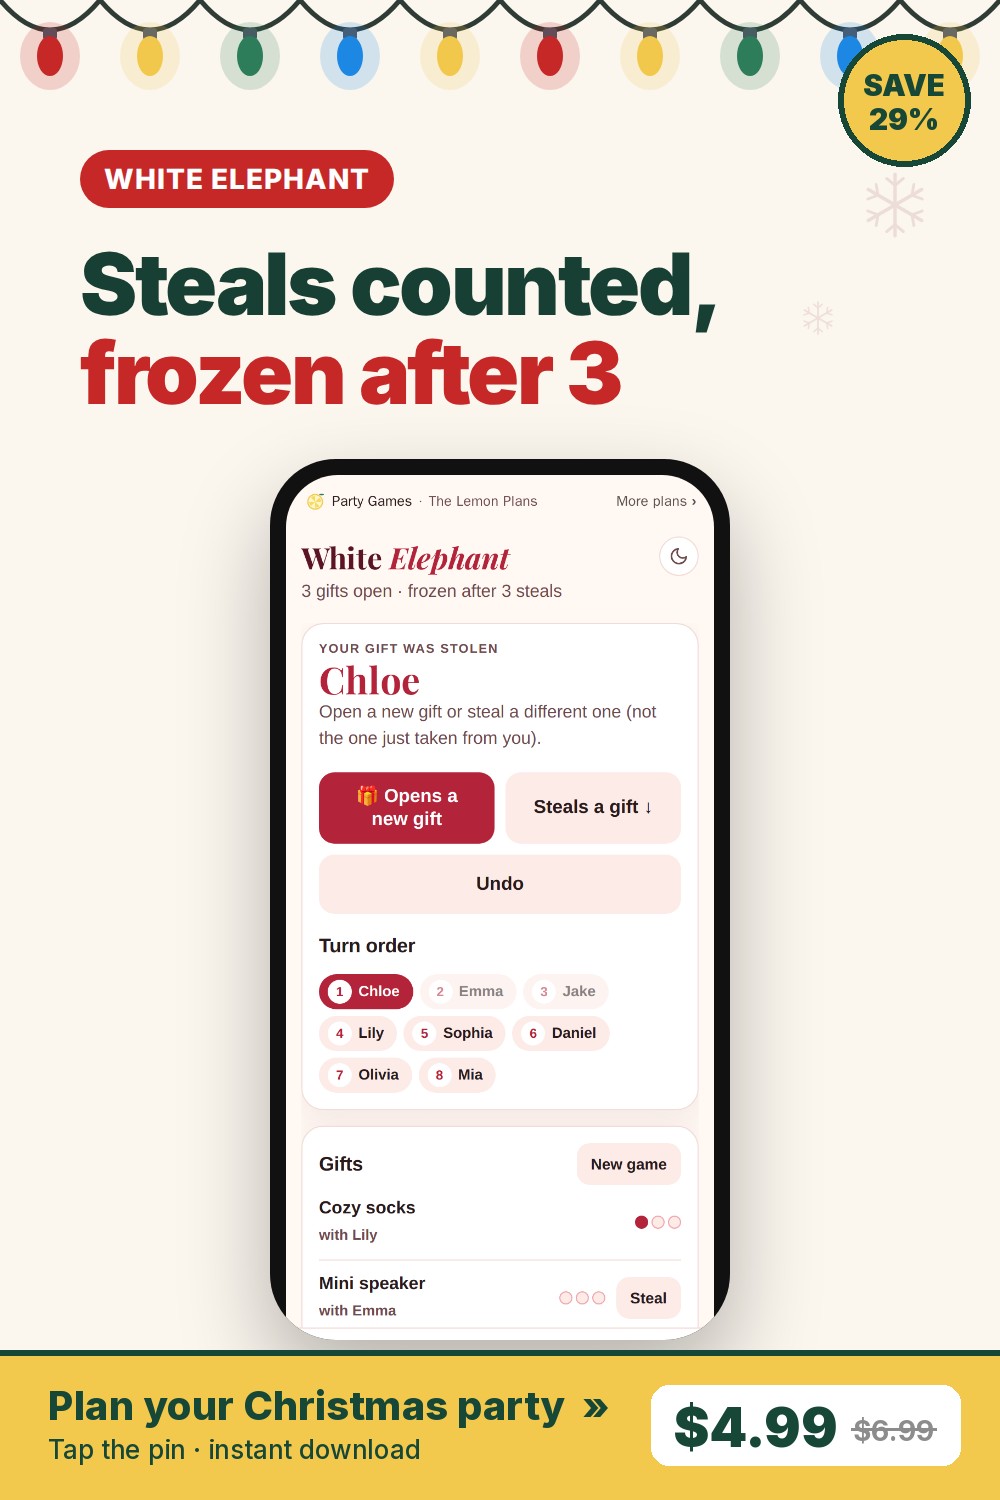 SAVE
29%
WHITE ELEPHANT
Steals counted,
frozen after 3
Party Games · The Lemon Plans
More plans ›
White Elephant
3 gifts open · frozen after 3 steals
YOUR GIFT WAS STOLEN
Chloe
Open a new gift or steal a different one (not
the one just taken from you).
🎁 Opens a
new gift
Steals a gift ↓
Undo
Turn order
1 Chloe 2 Emma 3 Jake
4 Lily 5 Sophia 6 Daniel
7 Olivia 8 Mia
Gifts
New game
Cozy socks
with Lily
Mini speaker
with Emma
Steal
Plan your Christmas party »
Tap the pin · instant download
$4.99 $6.99